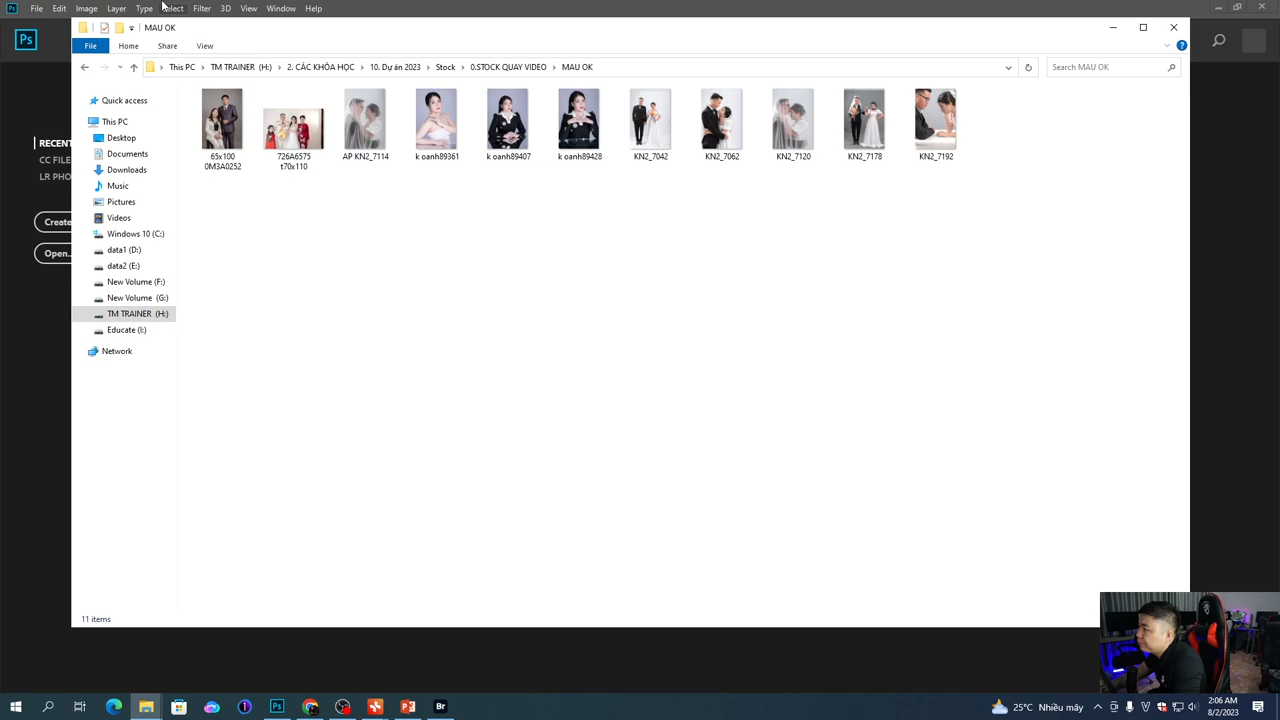 File Edit Image Layer Type Select Filter 3D View Window Help
MAU OK
File Home Share View
This PC TM TRAINER (H:) 2. CÁC KHÓA HỌC 10. Dự án 2023 Stock 0.STOCK QUAY VIDEO MAU OK
Search MAU OK
Ps
Quick access
This PC
Desktop
Documents
Downloads
Music
Pictures
Videos
Windows 10 (C:)
data1 (D:)
data2 (E:)
New Volume (F:)
New Volume (G:)
TM TRAINER (H:)
Educate (I:)
Network
RECENT
CC FILE
LR PHO
Create
Open..
65x100 0M3A0252
726A6575 t70x110
AP KN2_7114
k oanh89361
k oanh89407
k oanh89428
KN2_7042
KN2_7062
KN2_7120
KN2_7178
KN2_7192
11 items
25°C Nhiều mây
2:06 AM
8/2/2023